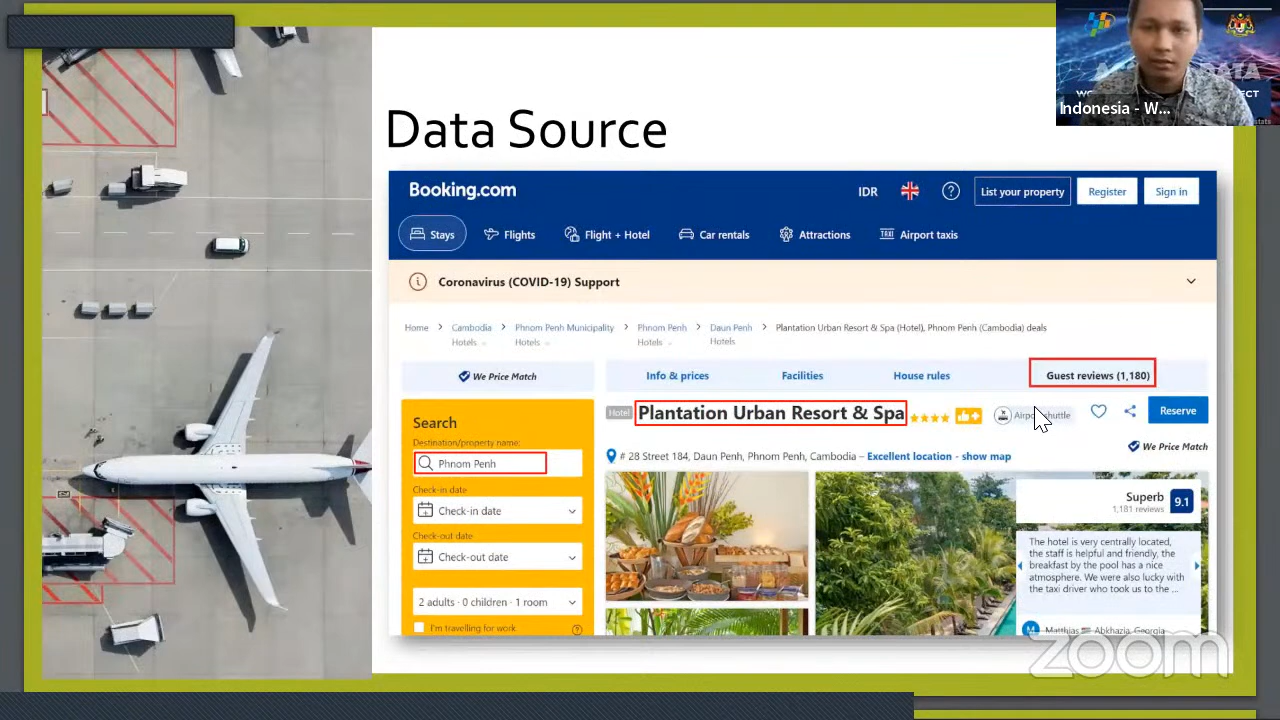 Data Source
Indonesia - W...
Booking.com
IDR
List your property
Register
Sign in
Stays
Flights
Flight + Hotel
Car rentals
Attractions
TAXI
Airport taxis
Coronavirus (COVID-19) Support
Home > Cambodia > Phnom Penh Municipality > Phnom Penh > Daun Penh > Plantation Urban Resort & Spa (Hotel), Phnom Penh (Cambodia) deals
Hotels Hotels Hotels Hotels
We Price Match
Info & prices
Facilities
House rules
Guest reviews (1,180)
Search
Destination/property name:
Phnom Penh
Check-in date
Check-in date
Check-out date
Check-out date
2 adults · 0 children · 1 room
I'm travelling for work
Hotel
Plantation Urban Resort & Spa
Airport shuttle
Reserve
We Price Match
# 28 Street 184, Daun Penh, Phnom Penh, Cambodia – Excellent location - show map
Superb
1,181 reviews
9.1
The hotel is very centrally located,
the staff is helpful and friendly, the
breakfast by the pool has a nice
atmosphere. We were also lucky with
the taxi driver who took us to the ...
M
Matthias
Abkhazia, Georgia
zoom